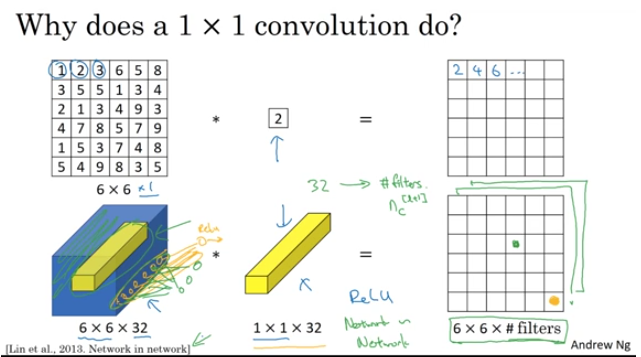 Why does a 1 × 1 convolution do?
1 2 3 6 5 8
3 5 5 1 3 4
2 1 3 4 9 3
4 7 8 5 7 9
1 5 3 7 4 8
5 4 9 8 3 5
*
2
=
2 4 6 ...
6 × 6 ×1
32 → # filters.
n_c^[l+1]
ReLU
*
=
ReLU
Network in
Network
6 × 6 × 32
1 × 1 × 32
6 × 6 × # filters
[Lin et al., 2013. Network in network]
Andrew Ng